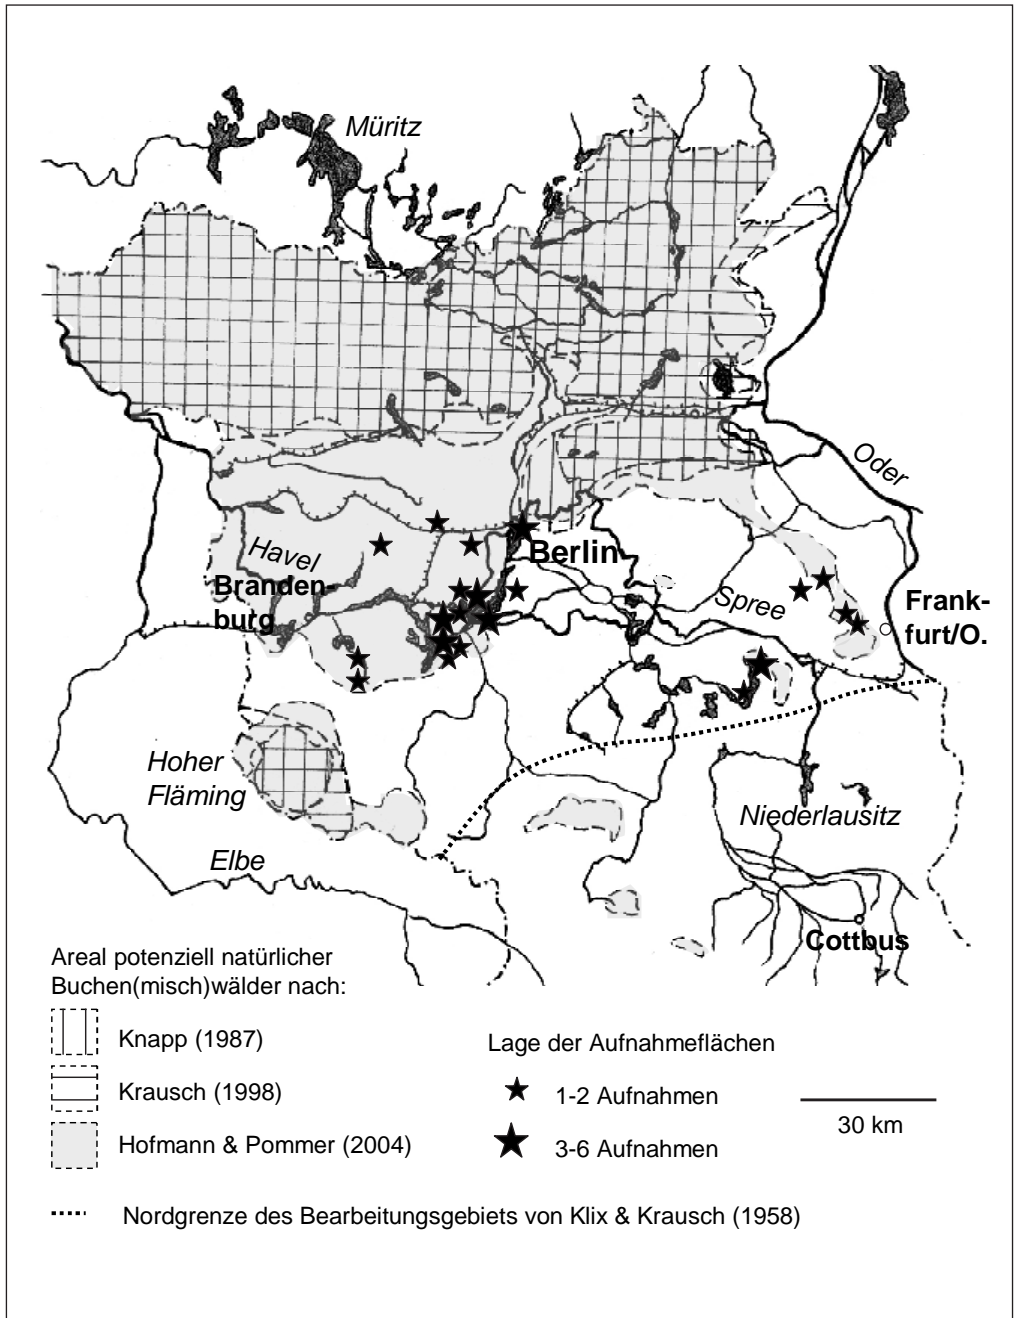 Müritz
Oder
Havel
Berlin
Branden-
burg
Spree
Frank-
furt/O.
Hoher
Fläming
Niederlausitz
Elbe
Cottbus
Areal potenziell natürlicher
Buchen(misch)wälder nach:
Knapp (1987)
Krausch (1998)
Hofmann & Pommer (2004)
Lage der Aufnahmeflächen
1-2 Aufnahmen
3-6 Aufnahmen
30 km
Nordgrenze des Bearbeitungsgebiets von Klix & Krausch (1958)